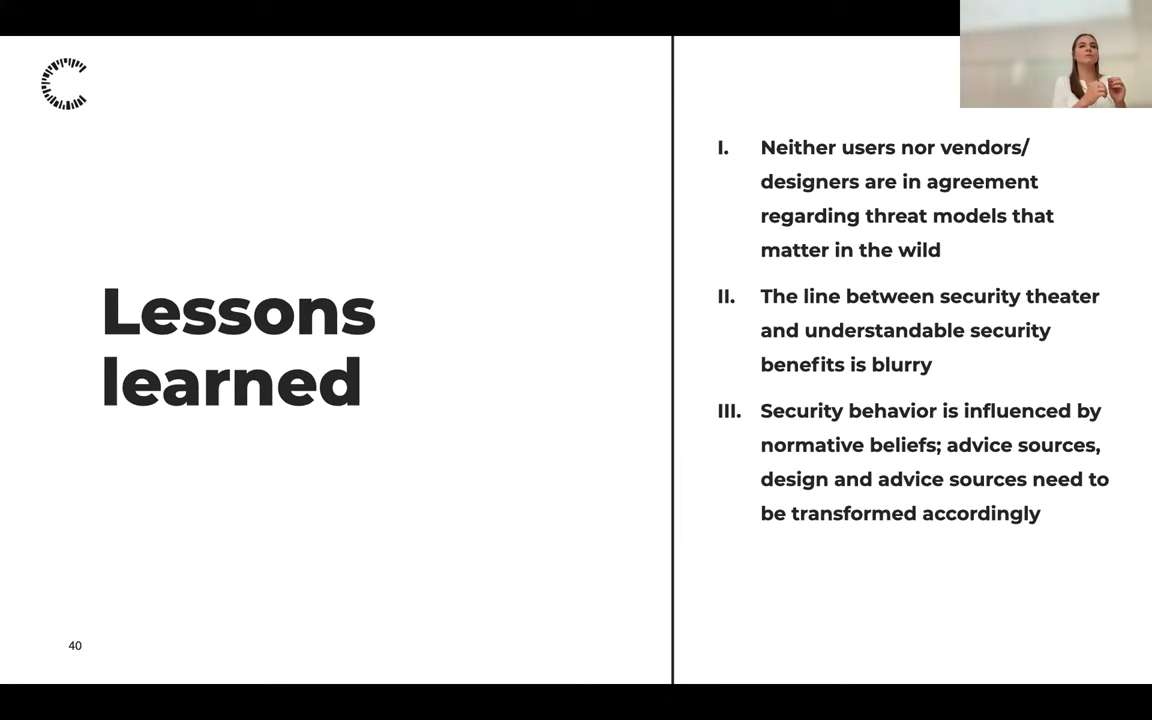 Lessons
learned
I. Neither users nor vendors/
designers are in agreement
regarding threat models that
matter in the wild
II. The line between security theater
and understandable security
benefits is blurry
III. Security behavior is influenced by
normative beliefs; advice sources,
design and advice sources need to
be transformed accordingly
40